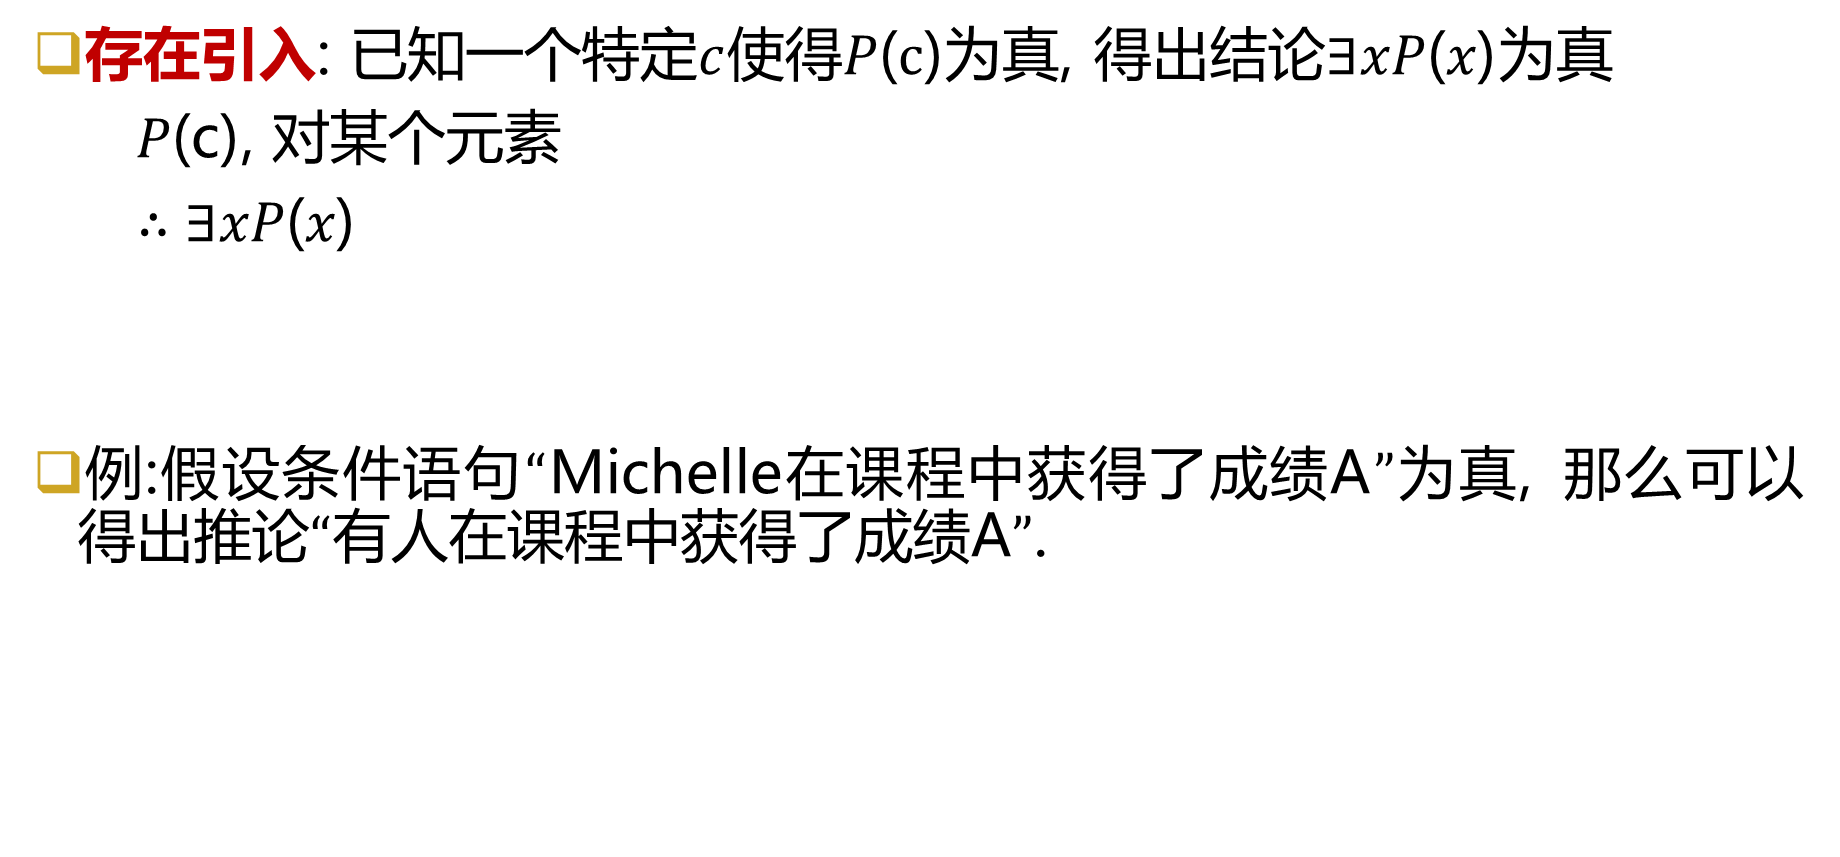 存在引入: 已知一个特定c使得P(c)为真, 得出结论∃xP(x)为真
P(c), 对某个元素
∴ ∃xP(x)
例:假设条件语句“Michelle在课程中获得了成绩A”为真, 那么可以
得出推论“有人在课程中获得了成绩A”.